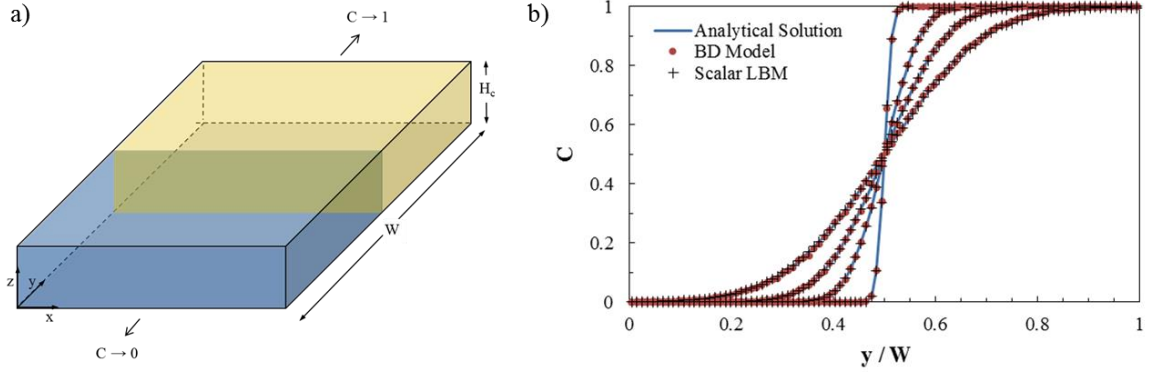 a)
C → 1
H_c
W
z
y
x
C → 0
b)
Analytical Solution
BD Model
Scalar LBM
1
0.8
0.6
0.4
0.2
0
C
0 0.2 0.4 0.6 0.8 1
y / W